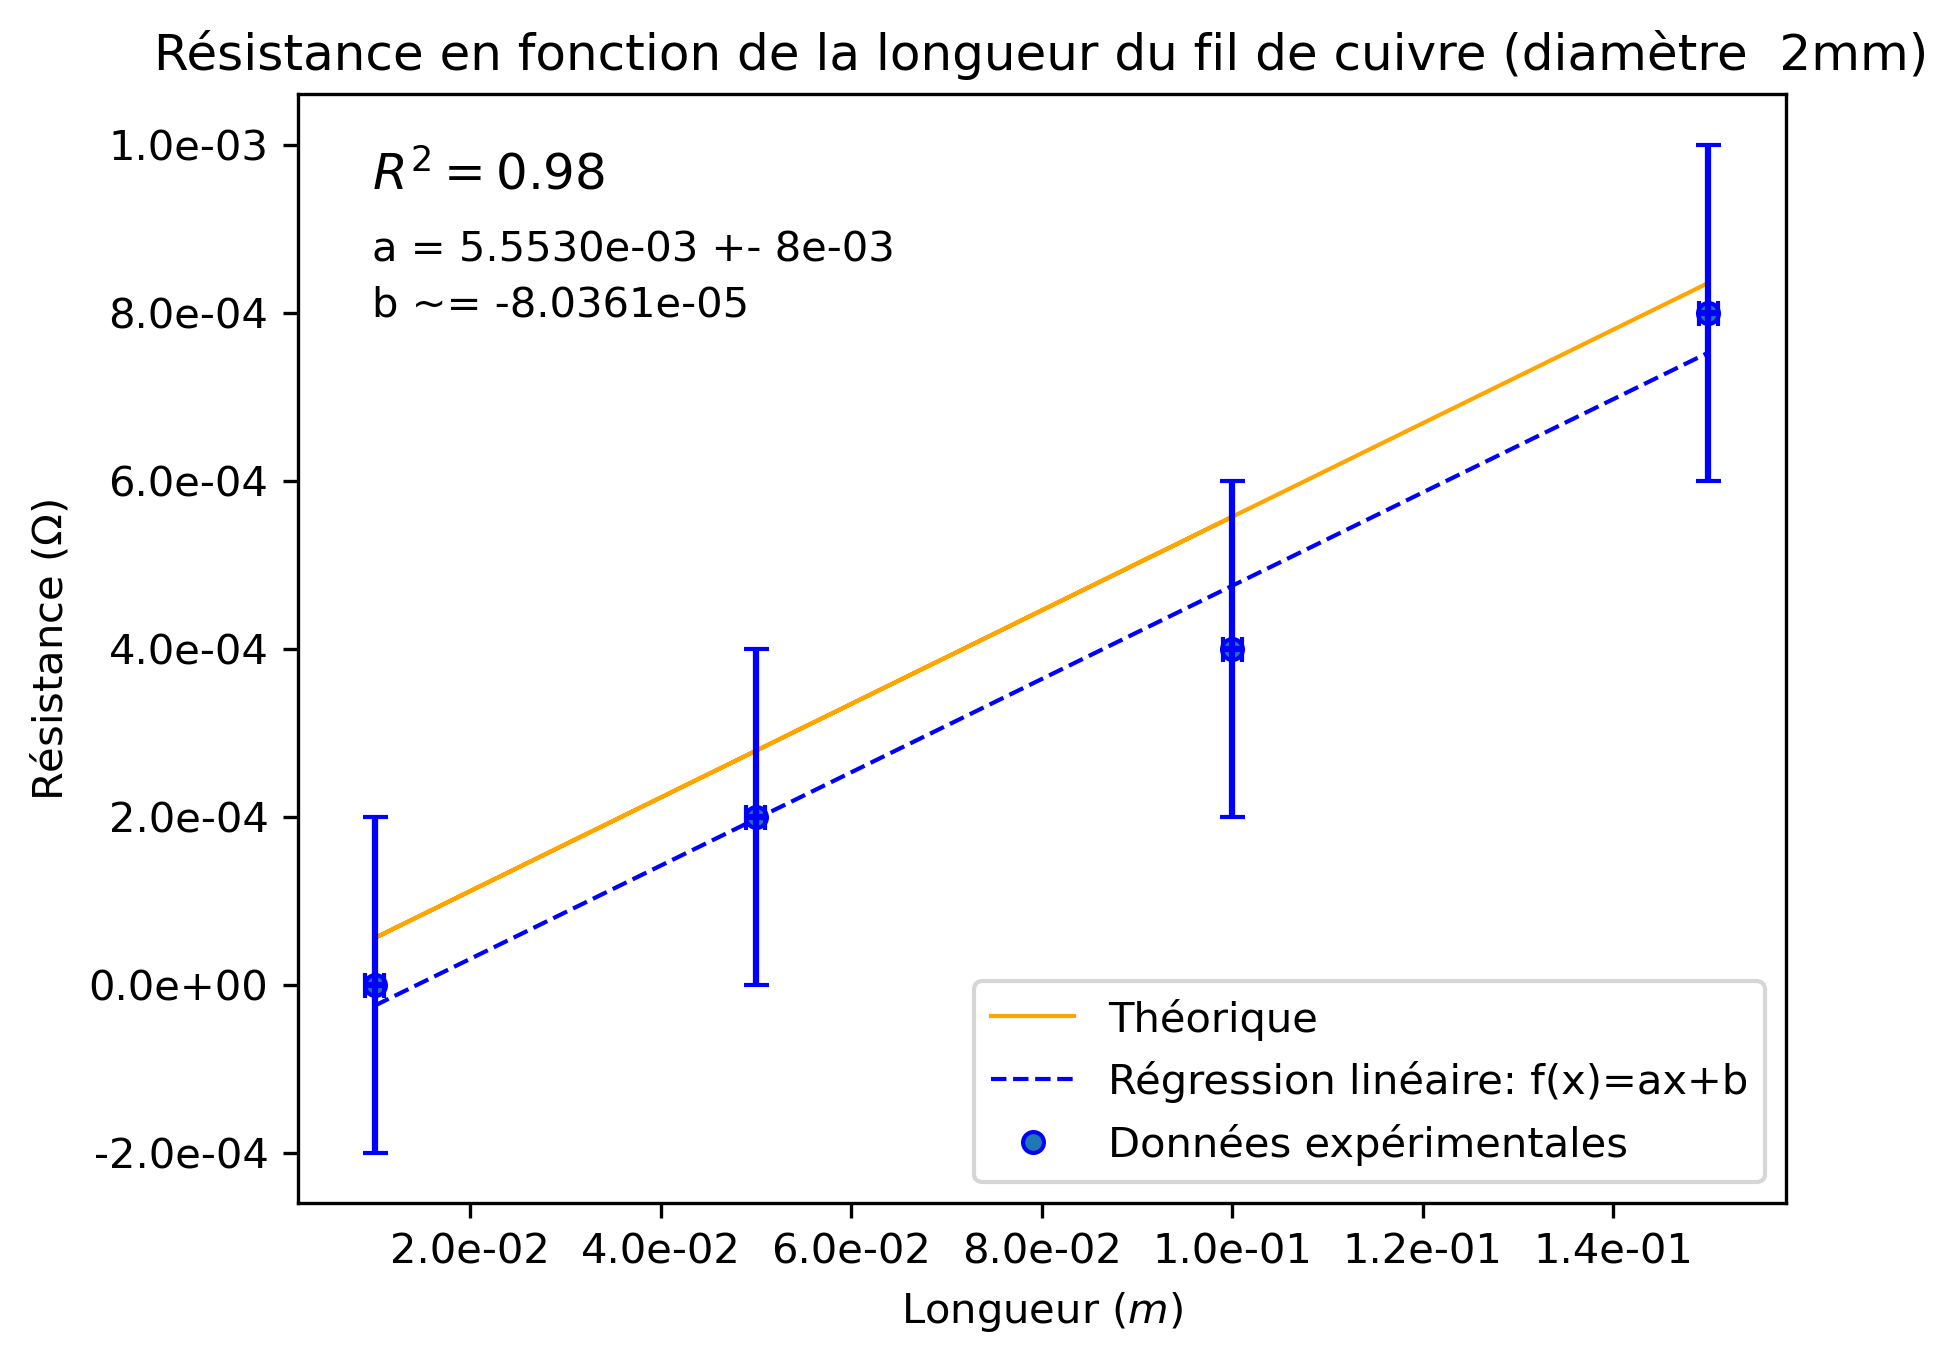 Résistance en fonction de la longueur du fil de cuivre (diamètre  2mm)
R² = 0.98
a = 5.5530e-03 +- 8e-03
b ~= -8.0361e-05
1.0e-03
8.0e-04
6.0e-04
4.0e-04
2.0e-04
0.0e+00
-2.0e-04
Résistance (Ω)
Théorique
Régression linéaire: f(x)=ax+b
Données expérimentales
2.0e-02 4.0e-02 6.0e-02 8.0e-02 1.0e-01 1.2e-01 1.4e-01
Longueur (m)